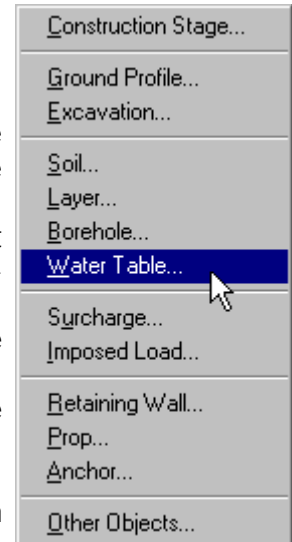 Construction Stage...
Ground Profile...
Excavation...
Soil...
Layer...
Borehole...
Water Table...
Surcharge...
Imposed Load...
Retaining Wall...
Prop...
Anchor...
Other Objects...